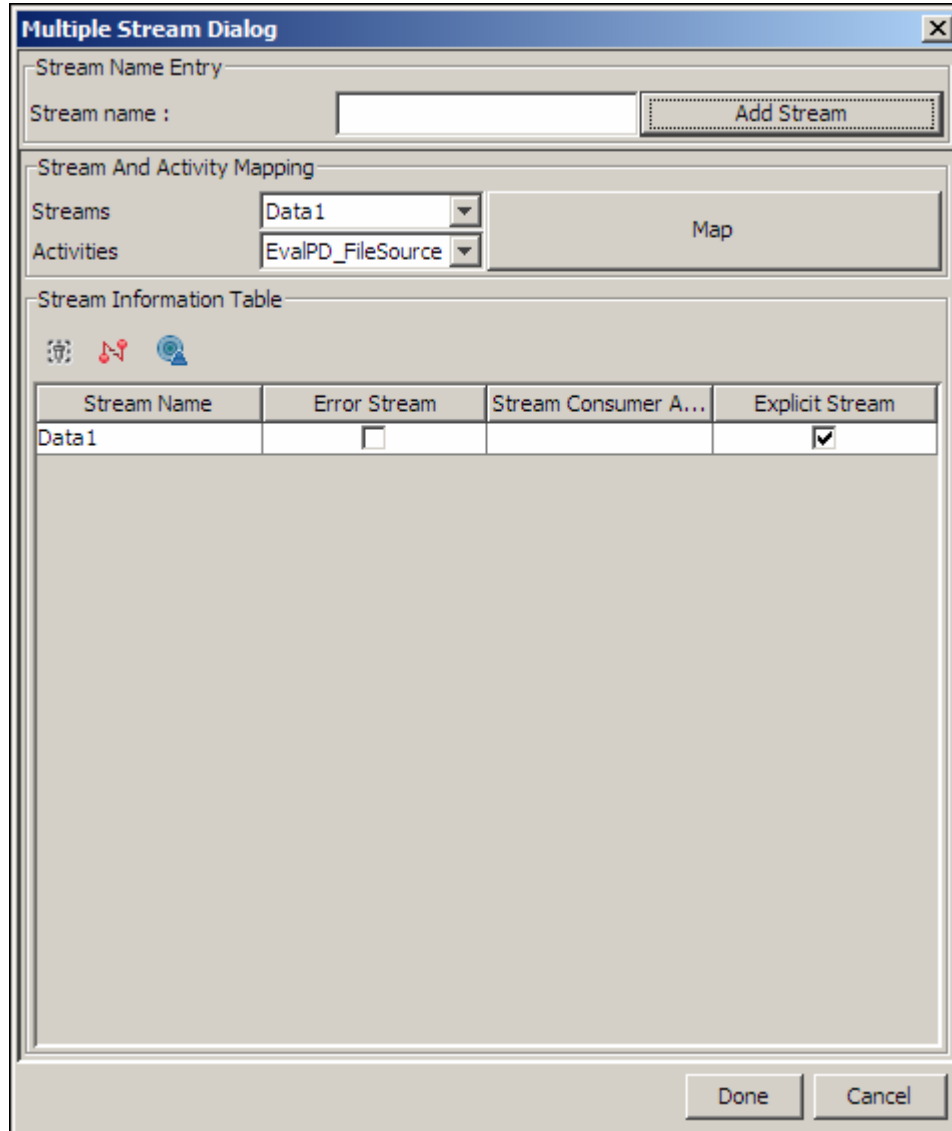 Multiple Stream Dialog
Stream Name Entry
Stream name :
Add Stream
Stream And Activity Mapping
Streams
Data1
Map
Activities
EvalPD_FileSource
Stream Information Table
Stream Name
Error Stream
Stream Consumer A...
Explicit Stream
Data1
Done
Cancel